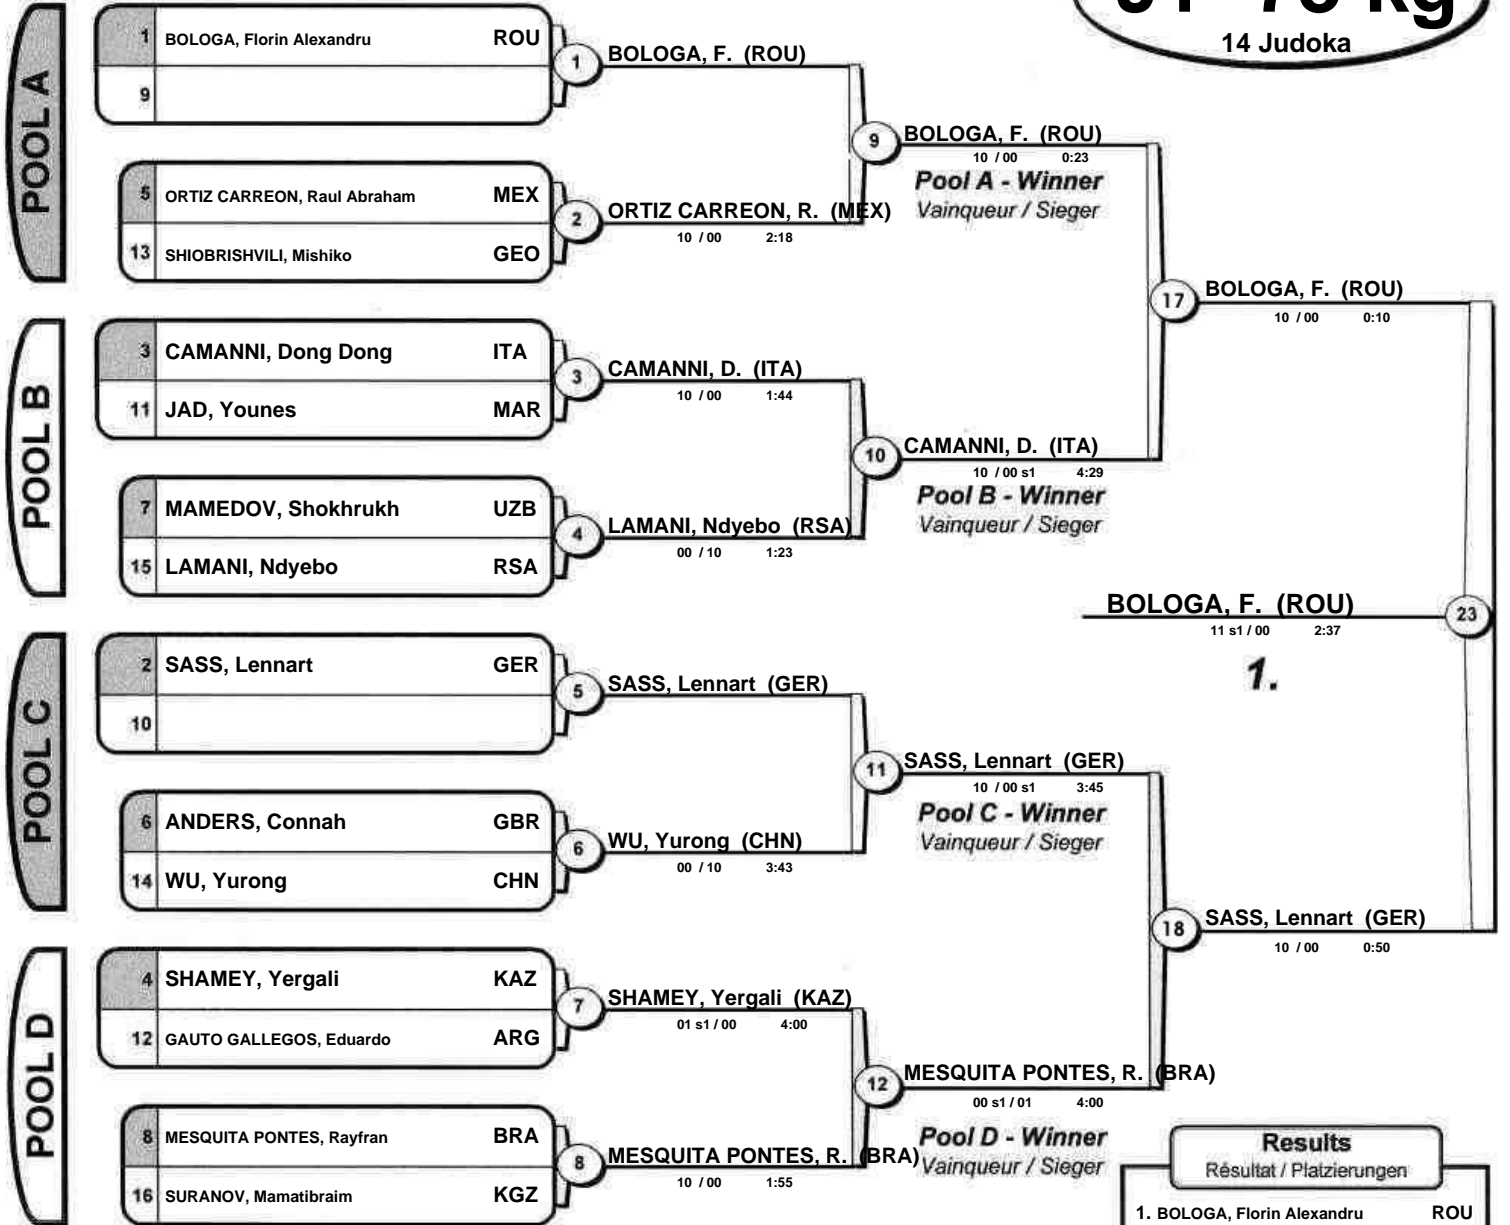 14 Judoka
POOL A
1 BOLOGA, Florin Alexandru ROU
9
5 ORTIZ CARREON, Raul Abraham MEX
13 SHIOBRISHVILI, Mishiko GEO
POOL B
3 CAMANNI, Dong Dong ITA
11 JAD, Younes MAR
7 MAMEDOV, Shokhrukh UZB
15 LAMANI, Ndyebo RSA
POOL C
2 SASS, Lennart GER
10
6 ANDERS, Connah GBR
14 WU, Yurong CHN
POOL D
4 SHAMEY, Yergali KAZ
12 GAUTO GALLEGOS, Eduardo ARG
8 MESQUITA PONTES, Rayfran BRA
16 SURANOV, Mamatibraim KGZ
1 BOLOGA, F. (ROU)
2 ORTIZ CARREON, R. (MEX)
10 / 00 2:18
3 CAMANNI, D. (ITA)
10 / 00 1:44
4 LAMANI, Ndyebo (RSA)
00 / 10 1:23
5 SASS, Lennart (GER)
6 WU, Yurong (CHN)
00 / 10 3:43
7 SHAMEY, Yergali (KAZ)
01 s1 / 00 4:00
8 MESQUITA PONTES, R. (BRA)
10 / 00 1:55
9 BOLOGA, F. (ROU)
10 / 00 0:23
Pool A - Winner
Vainqueur / Sieger
10 CAMANNI, D. (ITA)
10 / 00 s1 4:29
Pool B - Winner
Vainqueur / Sieger
11 SASS, Lennart (GER)
10 / 00 s1 3:45
Pool C - Winner
Vainqueur / Sieger
12 MESQUITA PONTES, R. (BRA)
00 s1 / 01 4:00
Pool D - Winner
Vainqueur / Sieger
17 BOLOGA, F. (ROU)
10 / 00 0:10
18 SASS, Lennart (GER)
10 / 00 0:50
BOLOGA, F. (ROU) 23
11 s1 / 00 2:37
1.
Results
Résultat / Platzierungen
1. BOLOGA, Florin Alexandru ROU